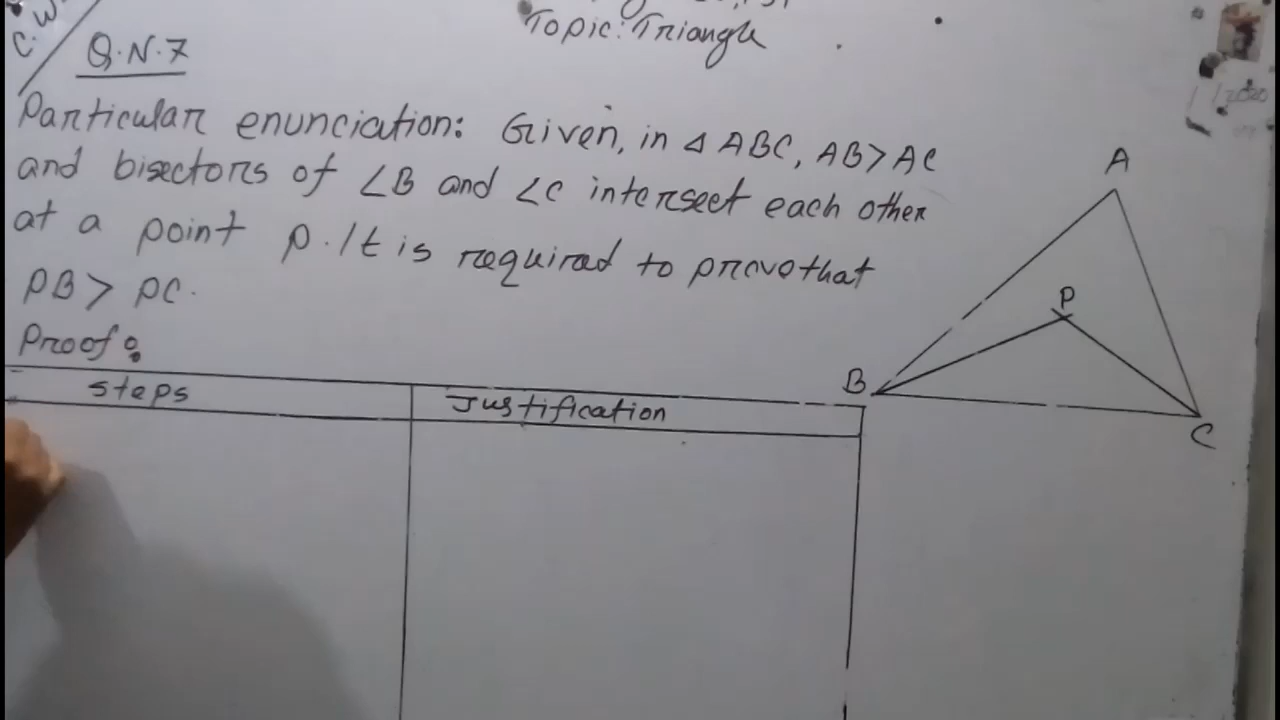 C.W
Topic: Triangle
Q.N.7
Particular enunciation: Given, in △ABC, AB>AC
and bisectors of ∠B and ∠C intersect each other
at a point P. It is required to prove that
PB> PC.
Proof:
steps
Justification
A
P
B
C
2020